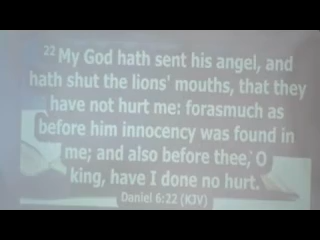 22 My God hath sent his angel, and
hath shut the lions' mouths, that they
have not hurt me: forasmuch as
before him innocency was found in
me; and also before thee, O
king, have I done no hurt.
Daniel 6:22 (KJV)